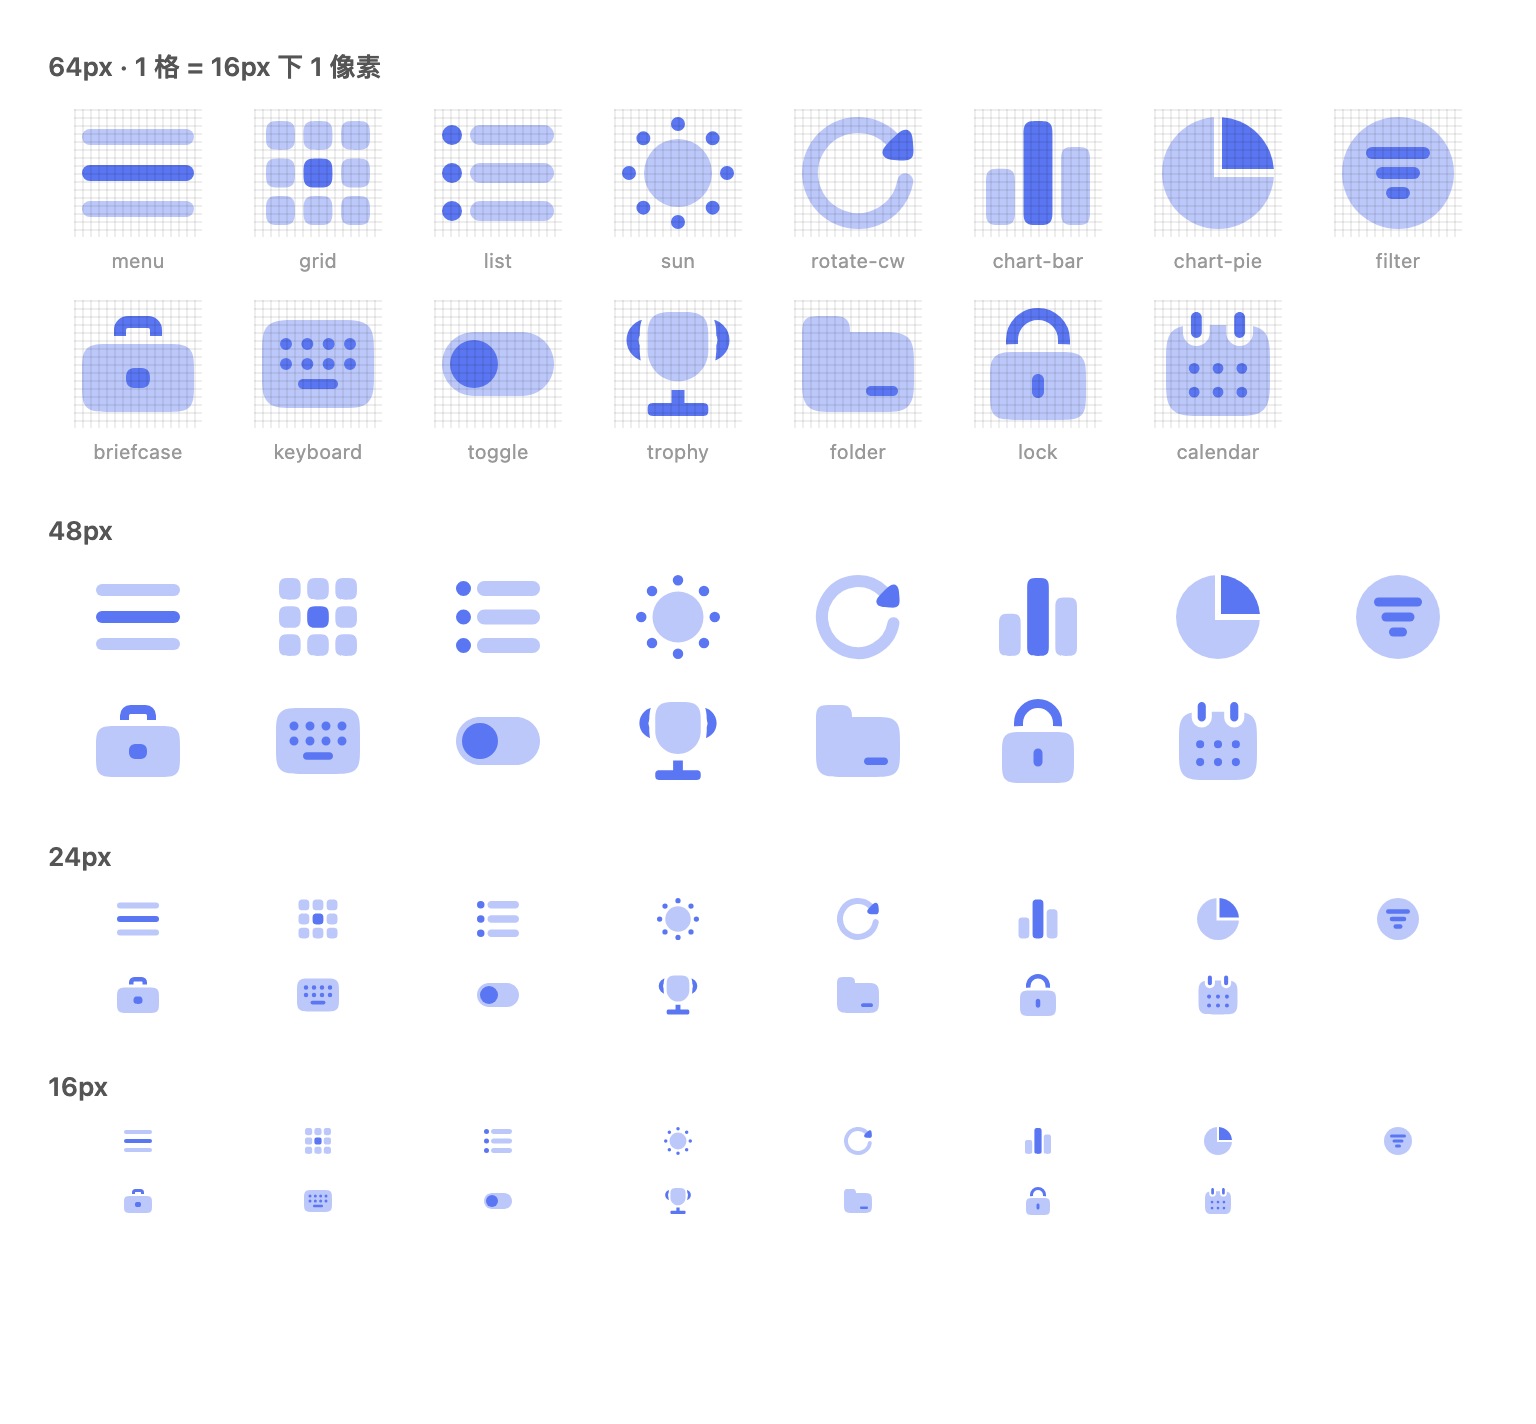 64px · 1 格 = 16px 下 1 像素
menu grid list sun rotate-cw chart-bar chart-pie filter
briefcase keyboard toggle trophy folder lock calendar
48px
24px
16px